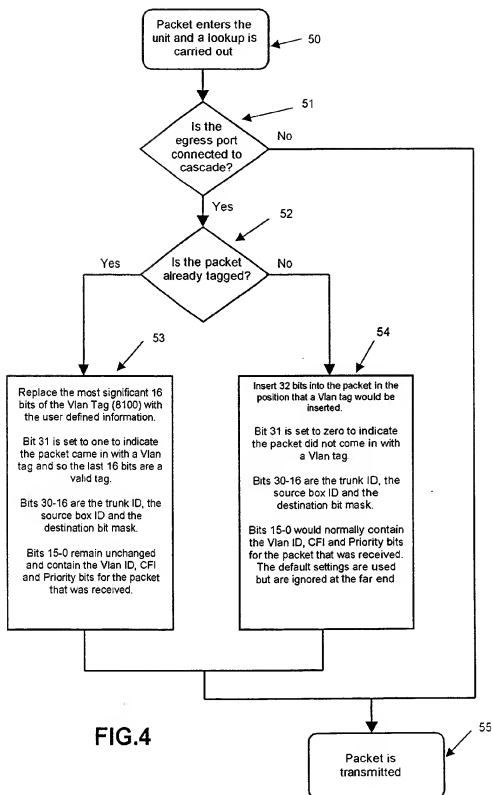 Packet enters the
unit and a lookup is
carried out
50
51
Is the
egress port
connected to
cascade?
No
Yes
52
Is the packet
already tagged?
Yes
No
53
Replace the most significant 16
bits of the Vlan Tag (8100) with
the user defined information.
Bit 31 is set to one to indicate
the packet came in with a Vlan
tag and so the last 16 bits are a
valid tag.
Bits 30-16 are the trunk ID, the
source box ID and the
destination bit mask.
Bits 15-0 remain unchanged
and contain the Vlan ID, CFI
and Priority bits for the packet
that was received.
54
Insert 32 bits into the packet in the
position that a Vlan tag would be
inserted.
Bit 31 is set to zero to indicate
the packet did not come in with
a Vlan tag.
Bits 30-16 are the trunk ID, the
source box ID and the
destination bit mask.
Bits 15-0 would normally contain
the Vlan ID, CFI and Priority bits
for the packet that was received.
The default settings are used
but are ignored at the far end
FIG.4
55
Packet is
transmitted